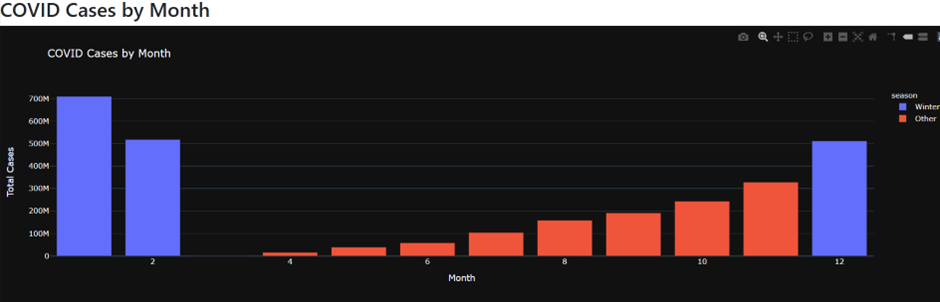 COVID Cases by Month
COVID Cases by Month
season
Winter
Other
700M
600M
500M
400M
300M
200M
100M
0
Total Cases
2
4
6
8
10
12
Month